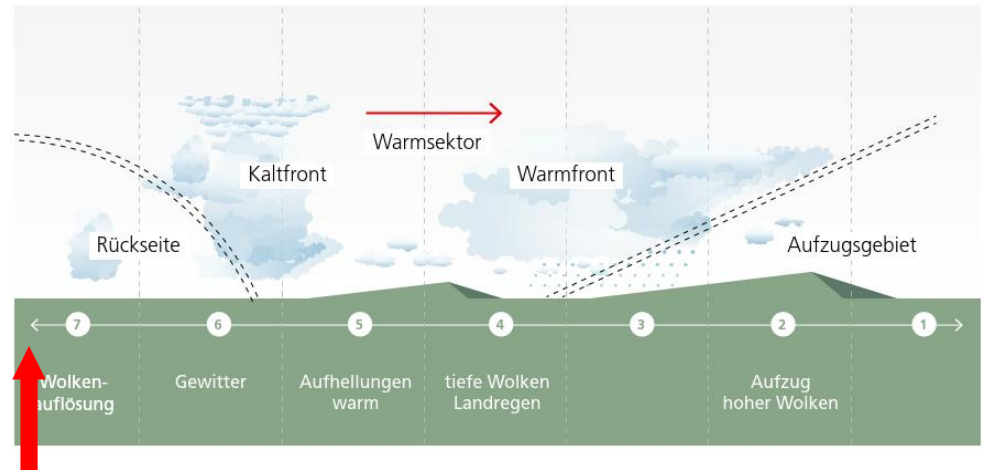 Warmsektor
Kaltfront
Warmfront
Rückseite
Aufzugsgebiet
7 6 5 4 3 2 1
Wolken-
auflösung
Gewitter
Aufhellungen
warm
tiefe Wolken
Landregen
Aufzug
hoher Wolken